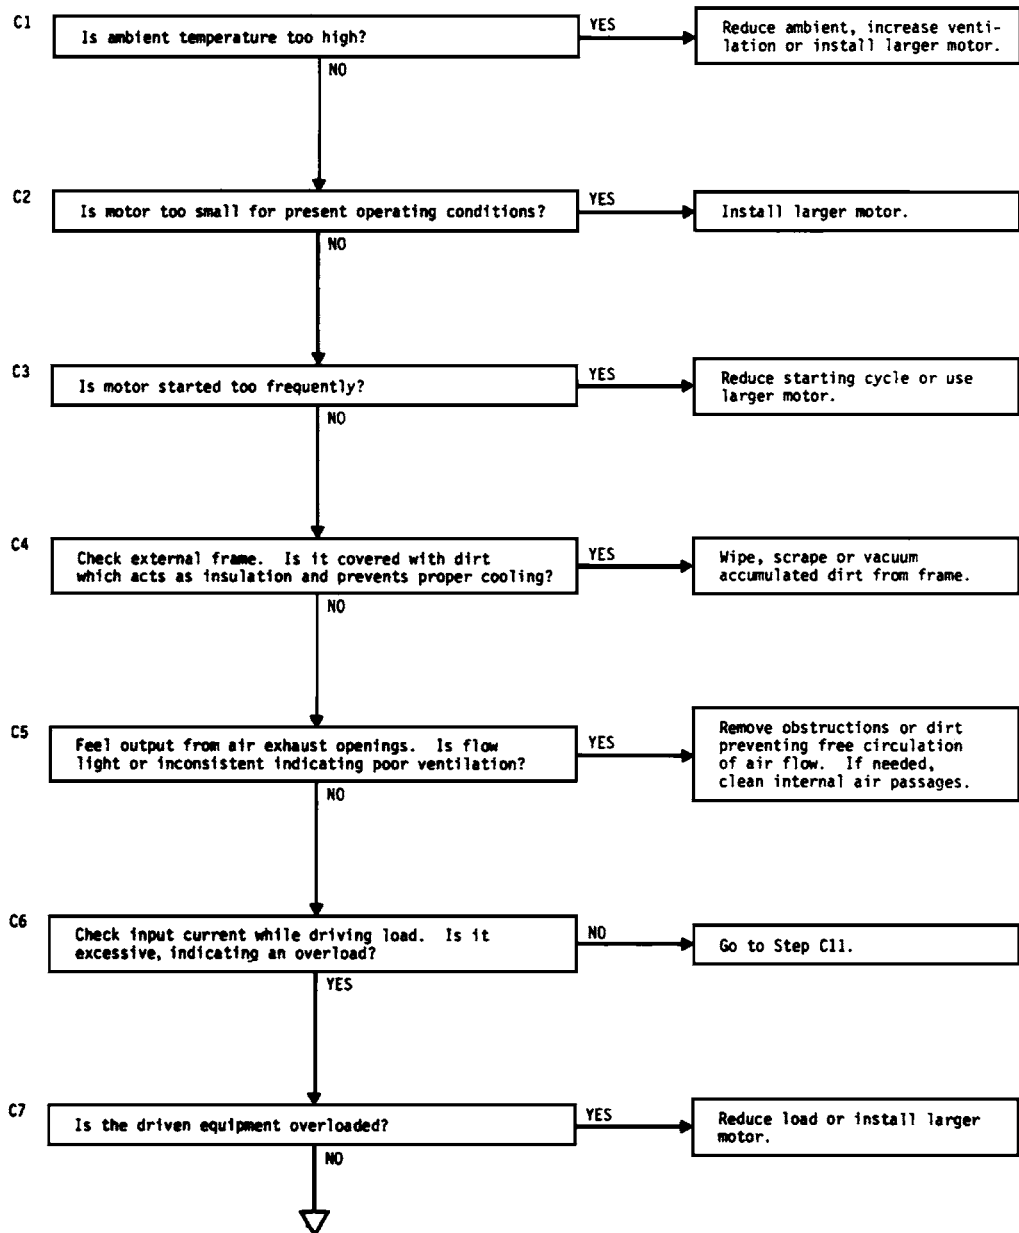 C1
Is ambient temperature too high?
YES
Reduce ambient, increase venti-
lation or install larger motor.
NO
C2
Is motor too small for present operating conditions?
YES
Install larger motor.
NO
C3
Is motor started too frequently?
YES
Reduce starting cycle or use
larger motor.
NO
C4
Check external frame. Is it covered with dirt
which acts as insulation and prevents proper cooling?
YES
Wipe, scrape or vacuum
accumulated dirt from frame.
NO
C5
Feel output from air exhaust openings. Is flow
light or inconsistent indicating poor ventilation?
YES
Remove obstructions or dirt
preventing free circulation
of air flow. If needed,
clean internal air passages.
NO
C6
Check input current while driving load. Is it
excessive, indicating an overload?
NO
Go to Step C11.
YES
C7
Is the driven equipment overloaded?
YES
Reduce load or install larger
motor.
NO